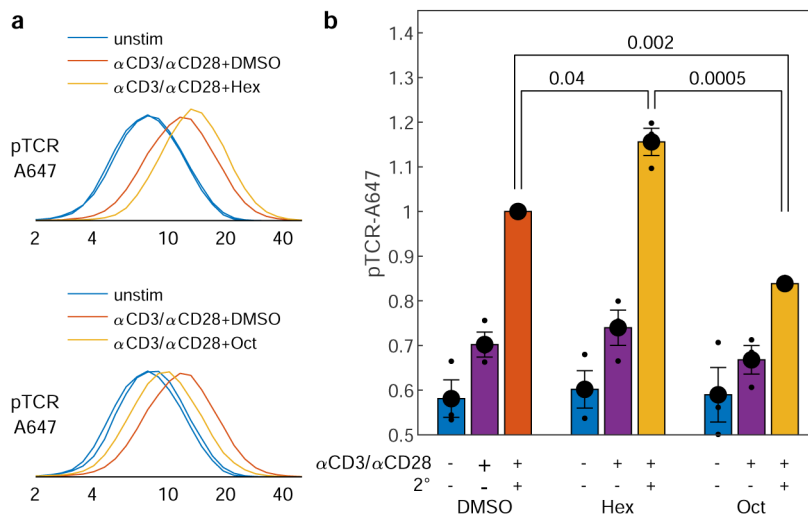 a
unstim
αCD3/αCD28+DMSO
αCD3/αCD28+Hex
pTCR
A647
2 4 10 20 40
unstim
αCD3/αCD28+DMSO
αCD3/αCD28+Oct
pTCR
A647
2 4 10 20 40
b
1.4
1.3
1.2
1.1
1
0.9
0.8
0.7
0.6
0.5
pTCR-A647
0.002
0.04 0.0005
αCD3/αCD28 - + + - + + - + +
2° - - + - - + - - +
DMSO Hex Oct